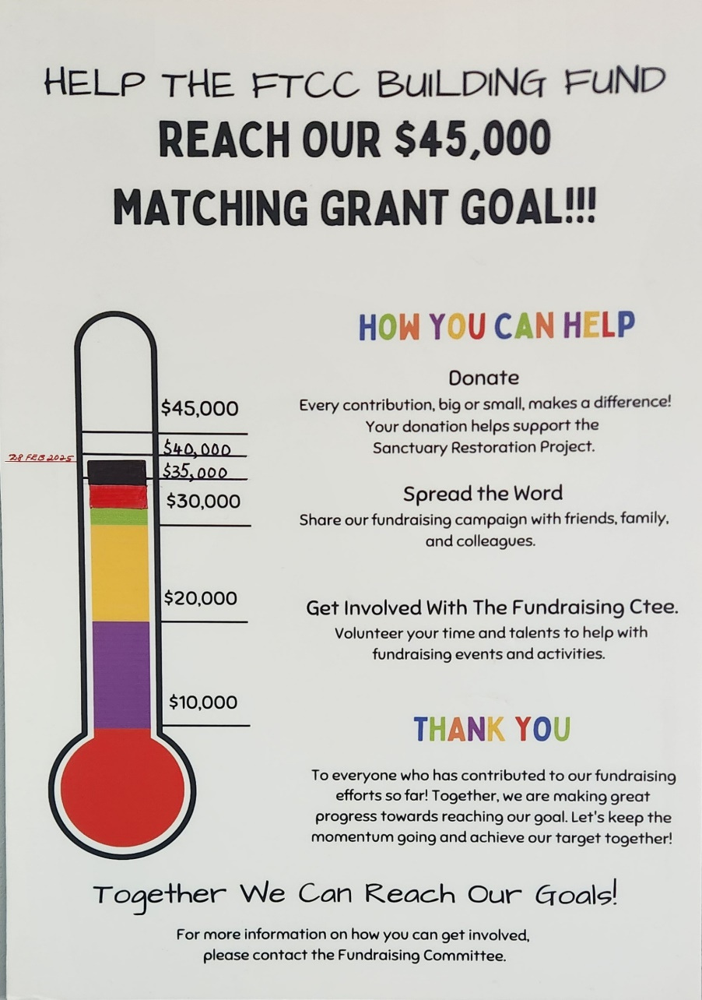 HELP THE FTCC BUILDING FUND
REACH OUR $45,000
MATCHING GRANT GOAL!!!
HOW YOU CAN HELP
Donate
Every contribution, big or small, makes a difference!
Your donation helps support the
Sanctuary Restoration Project.
Spread the Word
Share our fundraising campaign with friends, family,
and colleagues.
Get Involved With The Fundraising Ctee.
Volunteer your time and talents to help with
fundraising events and activities.
THANK YOU
To everyone who has contributed to our fundraising
efforts so far! Together, we are making great
progress towards reaching our goal. Let's keep the
momentum going and achieve our target together!
$45,000
$40,000
28 FEB 2025
$35,000
$30,000
$20,000
$10,000
Together We Can Reach Our Goals!
For more information on how you can get involved,
please contact the Fundraising Committee.